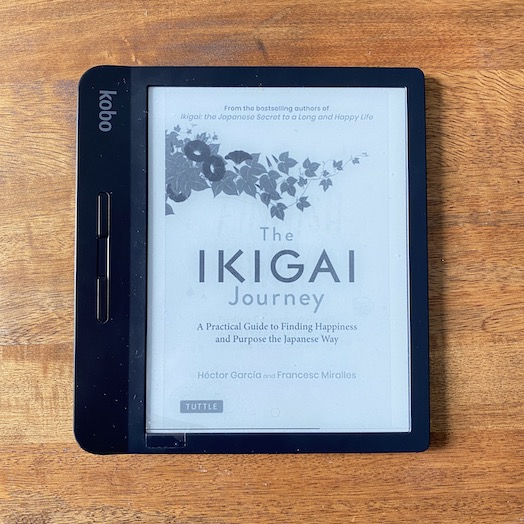 kobo
From the bestselling authors of
Ikigai: the Japanese Secret to a Long and Happy Life
The
IKIGAI
Journey
A Practical Guide to Finding Happiness
and Purpose the Japanese Way
Héctor García and Francesc Miralles
TUTTLE